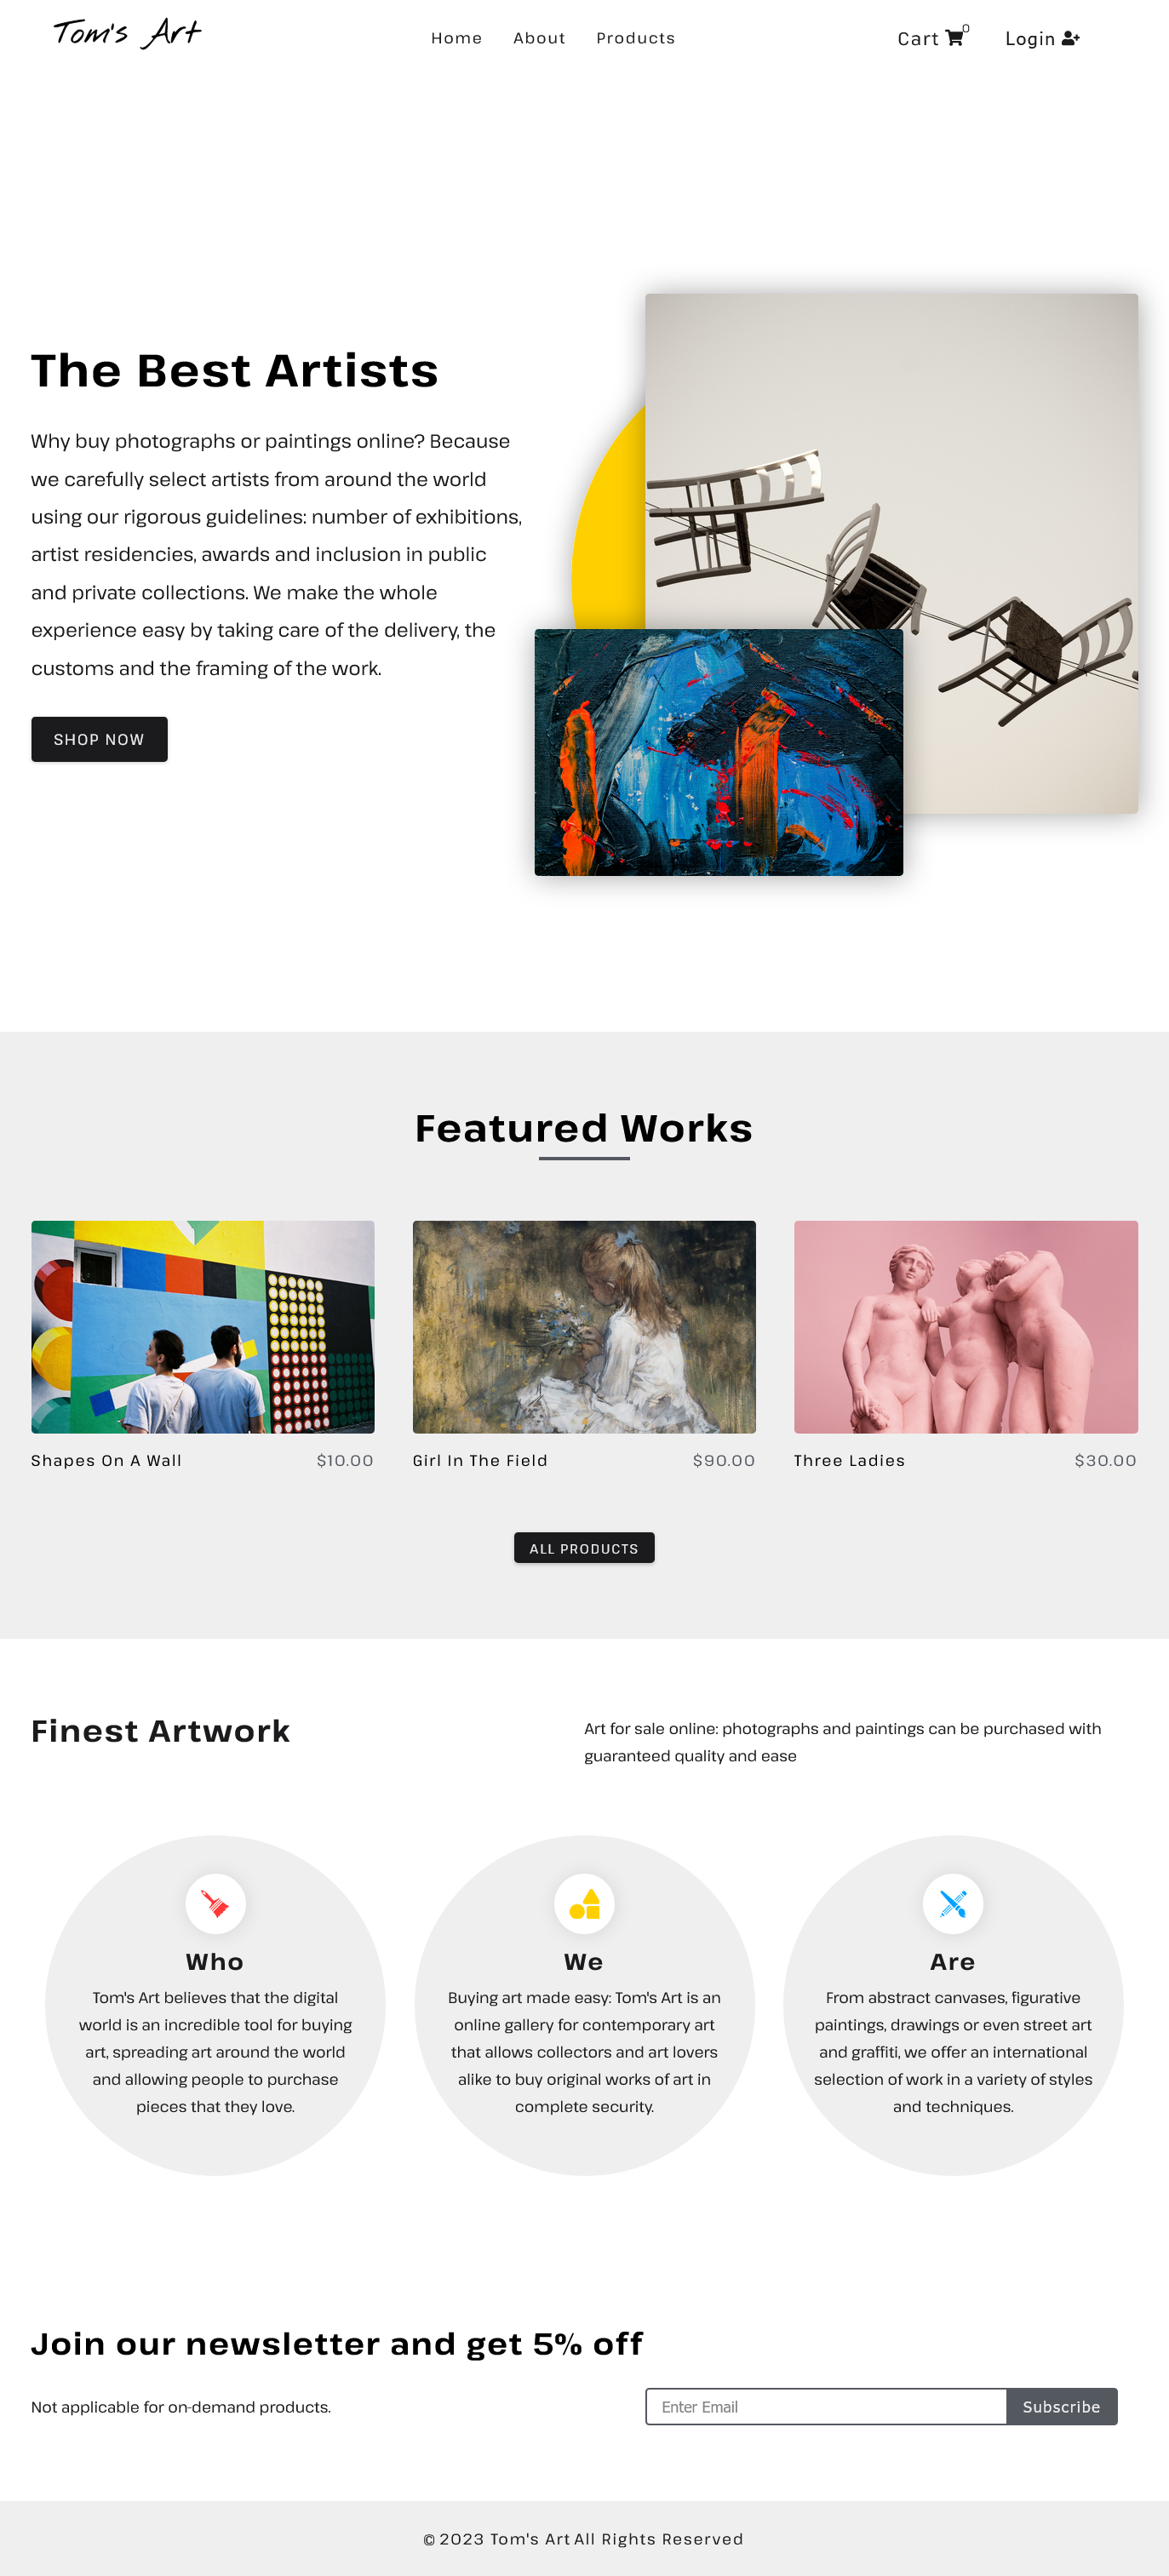 Tom's Art
Home About Products
Cart 0 Login
The Best Artists
Why buy photographs or paintings online? Because
we carefully select artists from around the world
using our rigorous guidelines: number of exhibitions,
artist residencies, awards and inclusion in public
and private collections. We make the whole
experience easy by taking care of the delivery, the
customs and the framing of the work.
SHOP NOW
Featured Works
Shapes On A Wall $10.00
Girl In The Field $90.00
Three Ladies $30.00
ALL PRODUCTS
Finest Artwork
Art for sale online: photographs and paintings can be purchased with
guaranteed quality and ease
Who
Tom's Art believes that the digital
world is an incredible tool for buying
art, spreading art around the world
and allowing people to purchase
pieces that they love.
We
Buying art made easy: Tom's Art is an
online gallery for contemporary art
that allows collectors and art lovers
alike to buy original works of art in
complete security.
Are
From abstract canvases, figurative
paintings, drawings or even street art
and graffiti, we offer an international
selection of work in a variety of styles
and techniques.
Join our newsletter and get 5% off
Not applicable for on-demand products.
Enter Email Subscribe
© 2023 Tom's Art All Rights Reserved